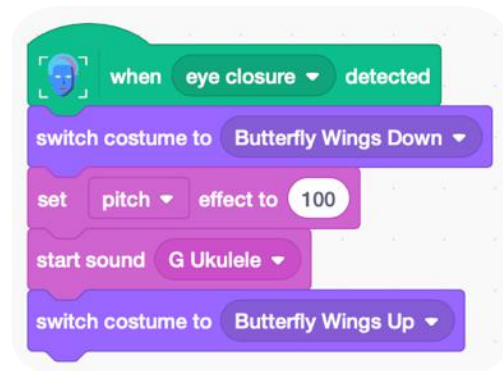 when eye closure detected
switch costume to Butterfly Wings Down
set pitch effect to 100
start sound G Ukulele
switch costume to Butterfly Wings Up